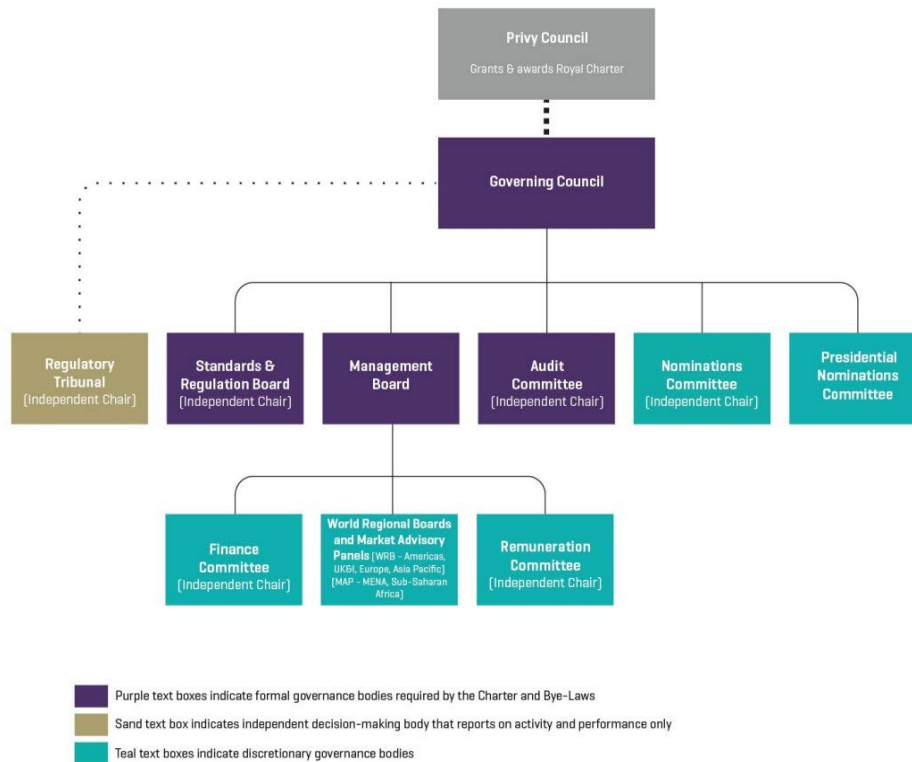 Privy Council
Grants & awards Royal Charter
Governing Council
Regulatory
Tribunal
(Independent Chair)
Standards &
Regulation Board
(Independent Chair)
Management
Board
Audit
Committee
(Independent Chair)
Nominations
Committee
(Independent Chair)
Presidential
Nominations
Committee
Finance
Committee
(Independent Chair)
World Regional Boards
and Market Advisory
Panels (WRB - Americas,
UK&I, Europe, Asia Pacific)
(MAP - MENA, Sub-Saharan
Africa)
Remuneration
Committee
(Independent Chair)
Purple text boxes indicate formal governance bodies required by the Charter and Bye-Laws
Sand text box indicates independent decision-making body that reports on activity and performance only
Teal text boxes indicate discretionary governance bodies